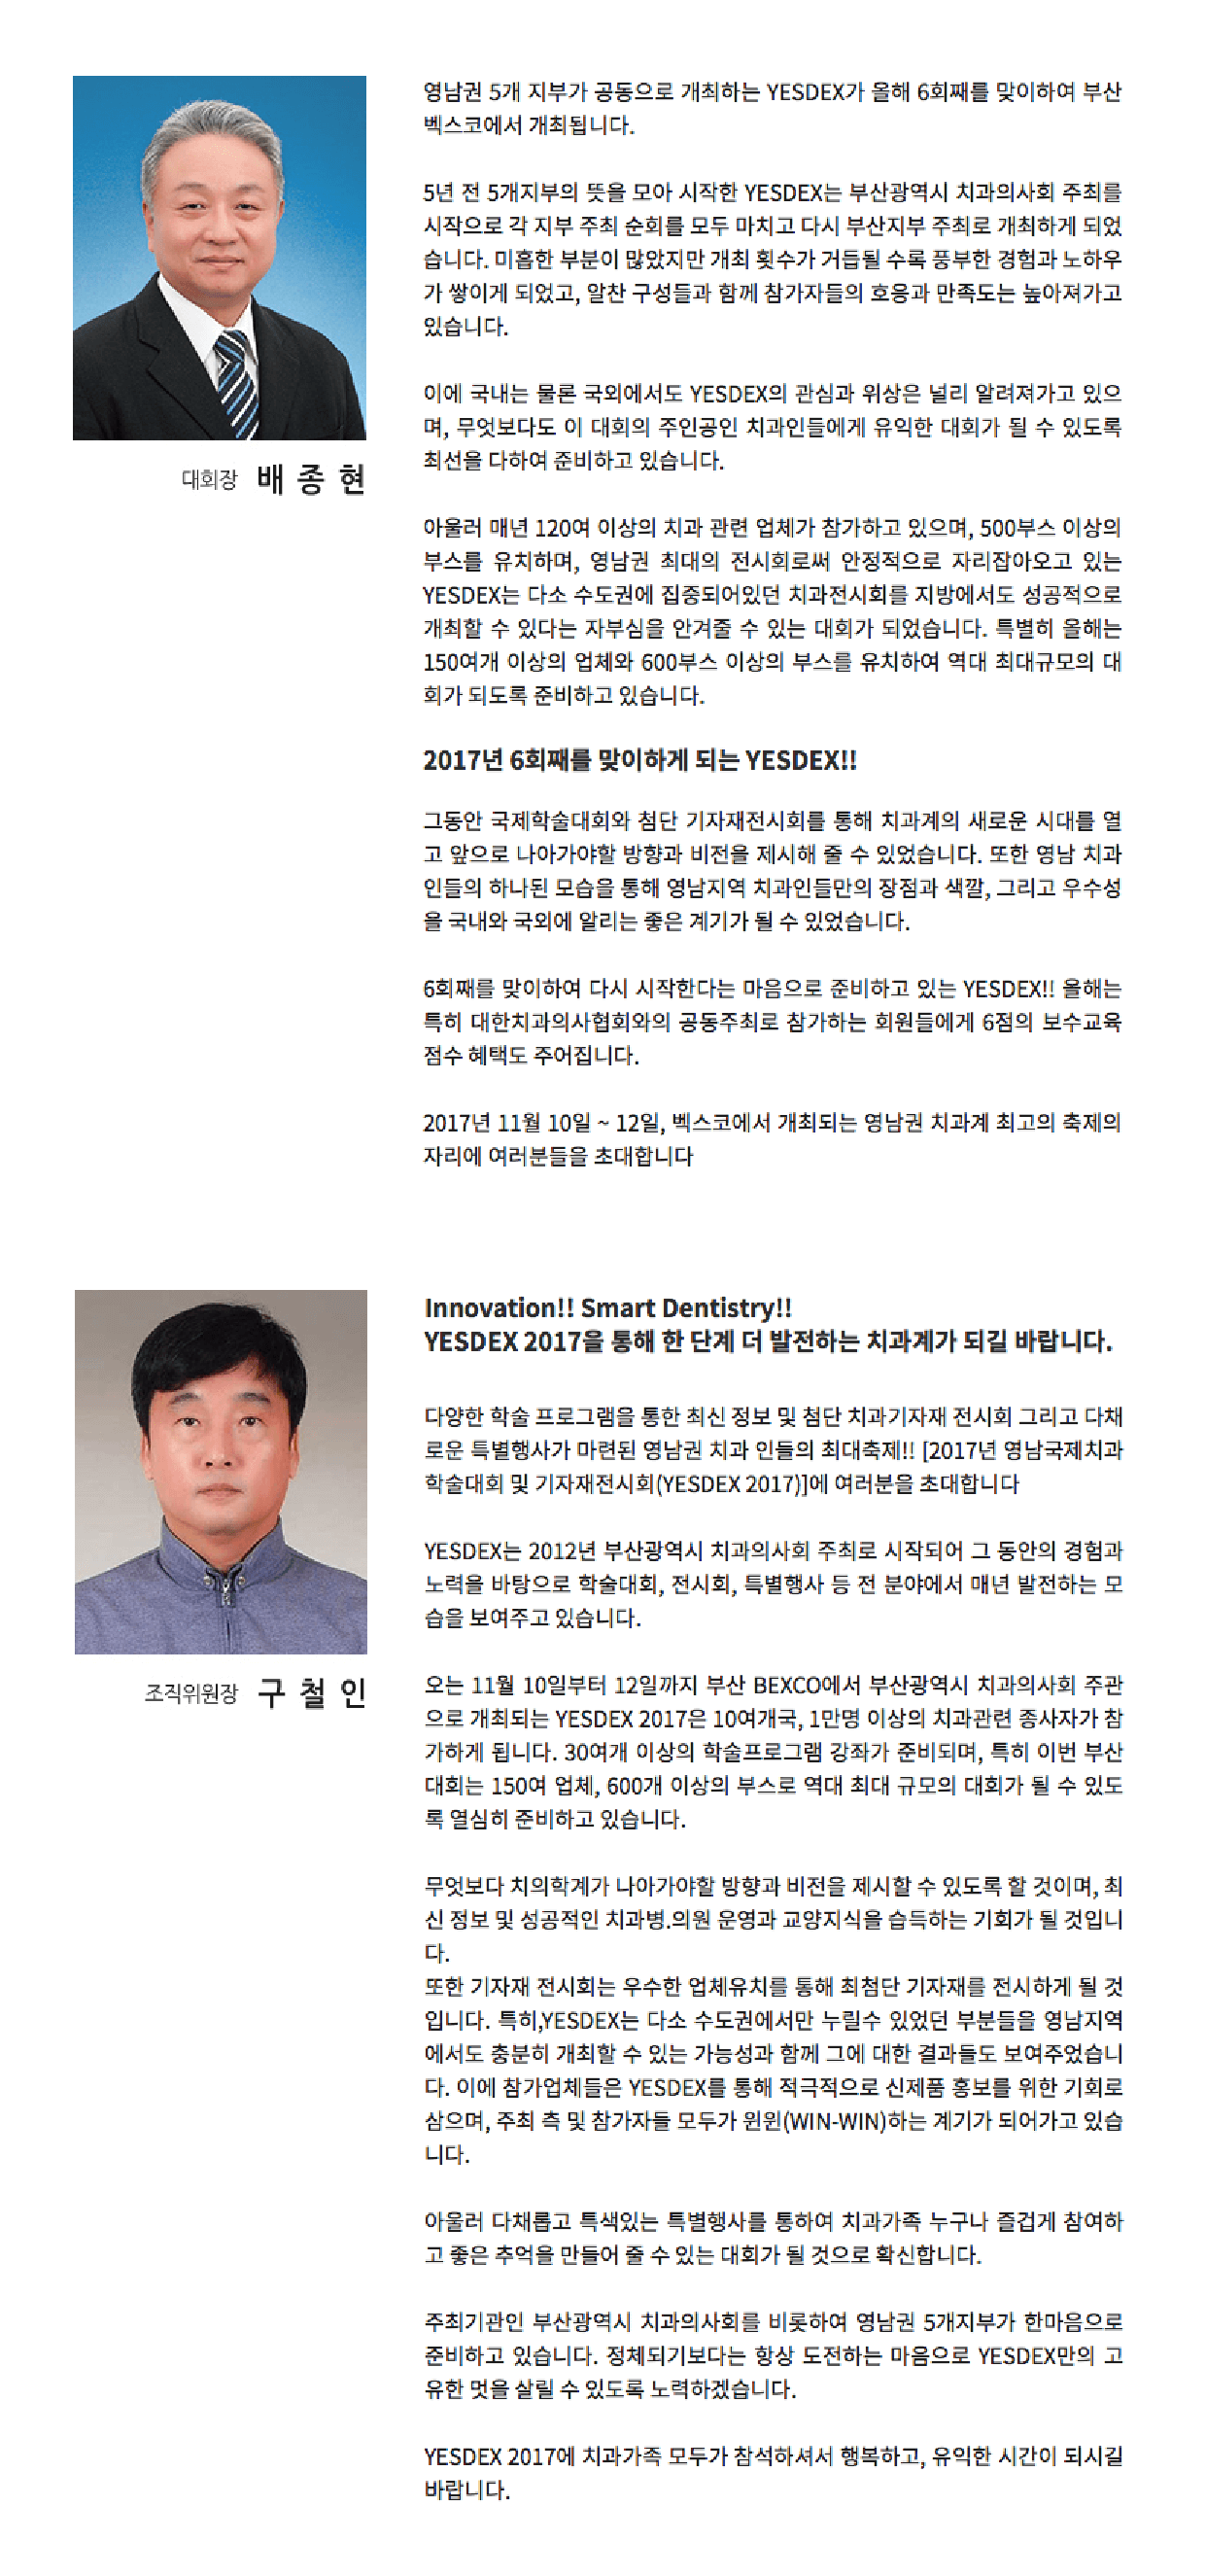 영남권 5개 지부가 공동으로 개최하는 YESDEX가 올해 6회째를 맞이하여 부산
벡스코에서 개최됩니다.
5년 전 5개지부의 뜻을 모아 시작한 YESDEX는 부산광역시 치과의사회 주최를
시작으로 각 지부 주최 순회를 모두 마치고 다시 부산지부 주최로 개최하게 되었
습니다. 미흡한 부분이 많았지만 개최 횟수가 거듭될 수록 풍부한 경험과 노하우
가 쌓이게 되었고, 알찬 구성들과 함께 참가자들의 호응과 만족도는 높아져가고
있습니다.
이에 국내는 물론 국외에서도 YESDEX의 관심과 위상은 널리 알려져가고 있으
며, 무엇보다도 이 대회의 주인공인 치과인들에게 유익한 대회가 될 수 있도록
최선을 다하여 준비하고 있습니다.
대회장 배 종 현
아울러 매년 120여 이상의 치과 관련 업체가 참가하고 있으며, 500부스 이상의
부스를 유치하며, 영남권 최대의 전시회로써 안정적으로 자리잡아오고 있는
YESDEX는 다소 수도권에 집중되어있던 치과전시회를 지방에서도 성공적으로
개최할 수 있다는 자부심을 안겨줄 수 있는 대회가 되었습니다. 특별히 올해는
150여개 이상의 업체와 600부스 이상의 부스를 유치하여 역대 최대규모의 대
회가 되도록 준비하고 있습니다.
2017년 6회째를 맞이하게 되는 YESDEX!!
그동안 국제학술대회와 첨단 기자재전시회를 통해 치과계의 새로운 시대를 열
고 앞으로 나아가야할 방향과 비전을 제시해 줄 수 있었습니다. 또한 영남 치과
인들의 하나된 모습을 통해 영남지역 치과인들만의 장점과 색깔, 그리고 우수성
을 국내와 국외에 알리는 좋은 계기가 될 수 있었습니다.
6회째를 맞이하여 다시 시작한다는 마음으로 준비하고 있는 YESDEX!! 올해는
특히 대한치과의사협회와의 공동주최로 참가하는 회원들에게 6점의 보수교육
점수 혜택도 주어집니다.
2017년 11월 10일 ~ 12일, 벡스코에서 개최되는 영남권 치과계 최고의 축제의
자리에 여러분들을 초대합니다
Innovation!! Smart Dentistry!!
YESDEX 2017을 통해 한 단계 더 발전하는 치과계가 되길 바랍니다.
다양한 학술 프로그램을 통한 최신 정보 및 첨단 치과기자재 전시회 그리고 다채
로운 특별행사가 마련된 영남권 치과 인들의 최대축제!! [2017년 영남국제치과
학술대회 및 기자재전시회(YESDEX 2017)]에 여러분을 초대합니다
YESDEX는 2012년 부산광역시 치과의사회 주최로 시작되어 그 동안의 경험과
노력을 바탕으로 학술대회, 전시회, 특별행사 등 전 분야에서 매년 발전하는 모
습을 보여주고 있습니다.
조직위원장 구 철 인
오는 11월 10일부터 12일까지 부산 BEXCO에서 부산광역시 치과의사회 주관
으로 개최되는 YESDEX 2017은 10여개국, 1만명 이상의 치과관련 종사자가 참
가하게 됩니다. 30여개 이상의 학술프로그램 강좌가 준비되며, 특히 이번 부산
대회는 150여 업체, 600개 이상의 부스로 역대 최대 규모의 대회가 될 수 있도
록 열심히 준비하고 있습니다.
무엇보다 치의학계가 나아가야할 방향과 비전을 제시할 수 있도록 할 것이며, 최
신 정보 및 성공적인 치과병.의원 운영과 교양지식을 습득하는 기회가 될 것입니
다.
또한 기자재 전시회는 우수한 업체유치를 통해 최첨단 기자재를 전시하게 될 것
입니다. 특히,YESDEX는 다소 수도권에서만 누릴수 있었던 부분들을 영남지역
에서도 충분히 개최할 수 있는 가능성과 함께 그에 대한 결과들도 보여주었습니
다. 이에 참가업체들은 YESDEX를 통해 적극적으로 신제품 홍보를 위한 기회로
삼으며, 주최 측 및 참가자들 모두가 윈윈(WIN-WIN)하는 계기가 되어가고 있습
니다.
아울러 다채롭고 특색있는 특별행사를 통하여 치과가족 누구나 즐겁게 참여하
고 좋은 추억을 만들어 줄 수 있는 대회가 될 것으로 확신합니다.
주최기관인 부산광역시 치과의사회를 비롯하여 영남권 5개지부가 한마음으로
준비하고 있습니다. 정체되기보다는 항상 도전하는 마음으로 YESDEX만의 고
유한 멋을 살릴 수 있도록 노력하겠습니다.
YESDEX 2017에 치과가족 모두가 참석하셔서 행복하고, 유익한 시간이 되시길
바랍니다.